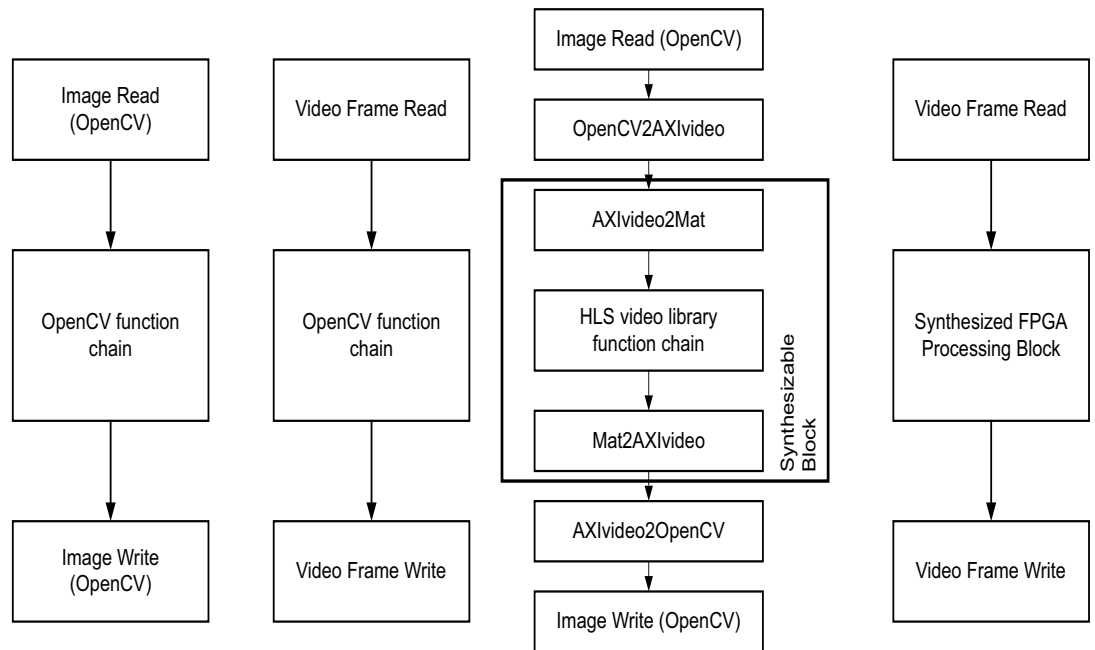 Image Read
(OpenCV)
OpenCV function
chain
Image Write
(OpenCV)
Video Frame Read
OpenCV function
chain
Video Frame Write
Image Read (OpenCV)
OpenCV2AXIvideo
AXIvideo2Mat
HLS video library
function chain
Mat2AXIvideo
Synthesizable
Block
AXIvideo2OpenCV
Image Write (OpenCV)
Video Frame Read
Synthesized FPGA
Processing Block
Video Frame Write